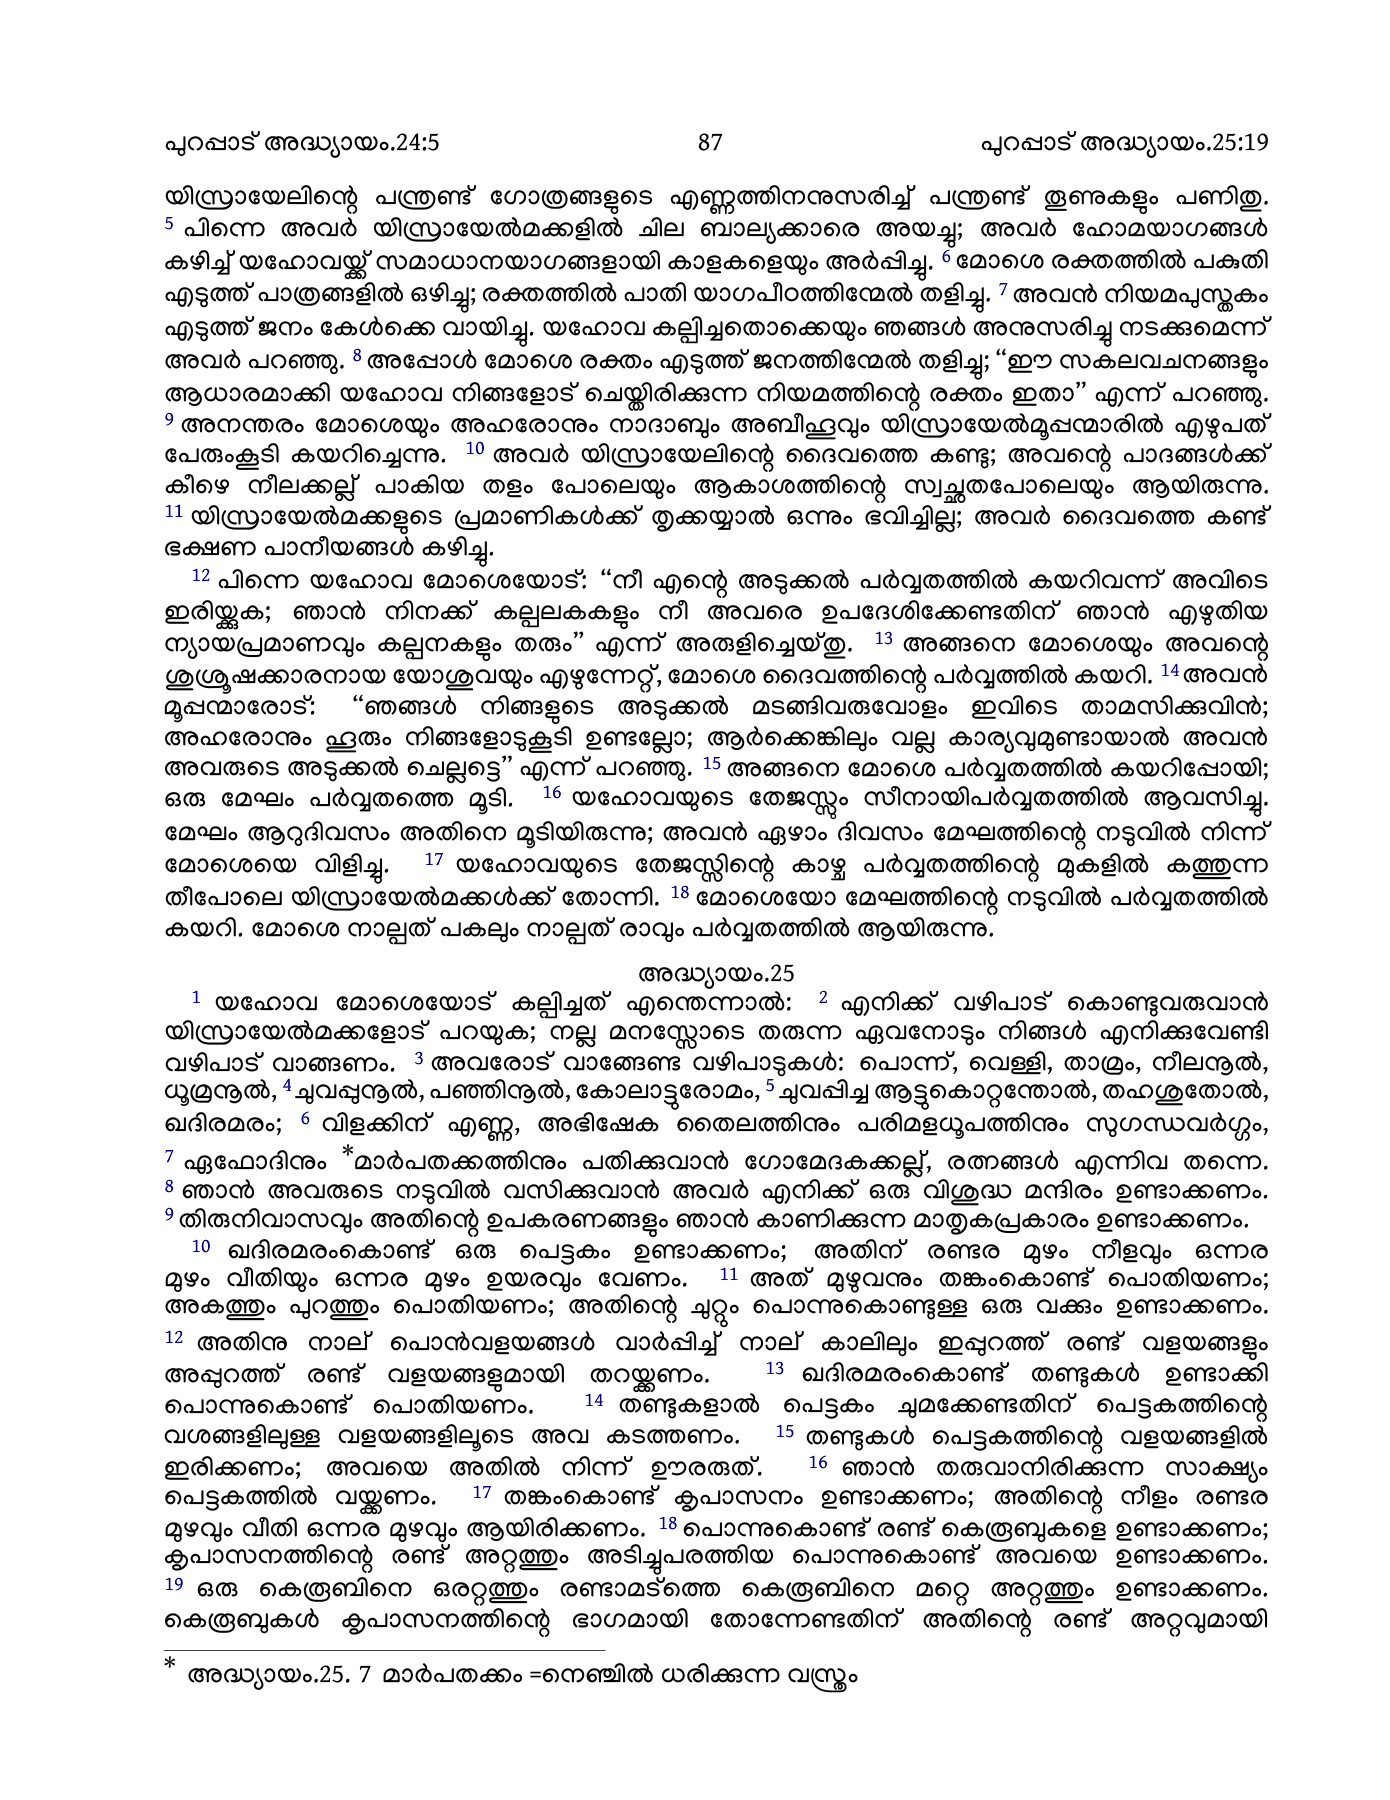 പുറപ്പാട് അദ്ധ്യായം.24:5 87 പുറപ്പാട് അദ്ധ്യായം.25:19
യിസ്രായേലിന്റെ പന്ത്രണ്ട് ഗോത്രങ്ങളുടെ എണ്ണത്തിനനുസരിച്ച് പന്ത്രണ്ട് തൂണുകളും പണിതു.
5 പിന്നെ അവർ യിസ്രായേൽമക്കളിൽ ചില ബാല്യക്കാരെ അയച്ചു; അവർ ഹോമയാഗങ്ങൾ
കഴിച്ച് യഹോവയ്ക്ക് സമാധാനയാഗങ്ങളായി കാളകളെയും അർപ്പിച്ചു. 6 മോശെ രക്തത്തിൽ പകുതി
എടുത്ത് പാത്രങ്ങളിൽ ഒഴിച്ചു; രക്തത്തിൽ പാതി യാഗപീഠത്തിന്മേൽ തളിച്ചു. 7 അവൻ നിയമപുസ്തകം
എടുത്ത് ജനം കേൾക്കെ വായിച്ചു. യഹോവ കല്പിച്ചതൊക്കെയും ഞങ്ങൾ അനുസരിച്ചു നടക്കുമെന്ന്
അവർ പറഞ്ഞു. 8 അപ്പോൾ മോശെ രക്തം എടുത്ത് ജനത്തിന്മേൽ തളിച്ചു; “ഈ സകലവചനങ്ങളും
ആധാരമാക്കി യഹോവ നിങ്ങളോട് ചെയ്തിരിക്കുന്ന നിയമത്തിന്റെ രക്തം ഇതാ” എന്ന് പറഞ്ഞു.
9 അനന്തരം മോശെയും അഹരോനും നാദാബും അബീഹൂവും യിസ്രായേൽമൂപ്പന്മാരിൽ എഴുപത്
പേരുംകൂടി കയറിച്ചെന്നു. 10 അവർ യിസ്രായേലിന്റെ ദൈവത്തെ കണ്ടു; അവന്റെ പാദങ്ങൾക്ക്
കീഴെ നീലക്കല്ല് പാകിയ തളം പോലെയും ആകാശത്തിന്റെ സ്വച്ഛതപോലെയും ആയിരുന്നു.
11 യിസ്രായേൽമക്കളുടെ പ്രമാണികൾക്ക് തൃക്കയ്യാൽ ഒന്നും ഭവിച്ചില്ല; അവർ ദൈവത്തെ കണ്ട്
ഭക്ഷണ പാനീയങ്ങൾ കഴിച്ചു.
12 പിന്നെ യഹോവ മോശെയോട്: “നീ എന്റെ അടുക്കൽ പർവ്വതത്തിൽ കയറിവന്ന് അവിടെ
ഇരിയ്ക്കുക; ഞാൻ നിനക്ക് കല്പലകകളും നീ അവരെ ഉപദേശിക്കേണ്ടതിന് ഞാൻ എഴുതിയ
ന്യായപ്രമാണവും കല്പനകളും തരും” എന്ന് അരുളിച്ചെയ്തു. 13 അങ്ങനെ മോശെയും അവന്റെ
ശുശ്രൂഷക്കാരനായ യോശുവയും എഴുന്നേറ്റ്, മോശെ ദൈവത്തിന്റെ പർവ്വതത്തിൽ കയറി. 14 അവൻ
മൂപ്പന്മാരോട്: “ഞങ്ങൾ നിങ്ങളുടെ അടുക്കൽ മടങ്ങിവരുവോളം ഇവിടെ താമസിക്കുവിൻ;
അഹരോനും ഹൂരും നിങ്ങളോടുകൂടി ഉണ്ടല്ലോ; ആർക്കെങ്കിലും വല്ല കാര്യവുമുണ്ടായാൽ അവൻ
അവരുടെ അടുക്കൽ ചെല്ലട്ടെ” എന്ന് പറഞ്ഞു. 15 അങ്ങനെ മോശെ പർവ്വതത്തിൽ കയറിപ്പോയി;
ഒരു മേഘം പർവ്വതത്തെ മൂടി. 16 യഹോവയുടെ തേജസ്സും സീനായിപർവ്വതത്തിൽ ആവസിച്ചു.
മേഘം ആറുദിവസം അതിനെ മൂടിയിരുന്നു; അവൻ ഏഴാം ദിവസം മേഘത്തിന്റെ നടുവിൽ നിന്ന്
മോശെയെ വിളിച്ചു. 17 യഹോവയുടെ തേജസ്സിന്റെ കാഴ്ച പർവ്വതത്തിന്റെ മുകളിൽ കത്തുന്ന
തീപോലെ യിസ്രായേൽമക്കൾക്ക് തോന്നി. 18 മോശെയോ മേഘത്തിന്റെ നടുവിൽ പർവ്വതത്തിൽ
കയറി. മോശെ നാല്പത് പകലും നാല്പത് രാവും പർവ്വതത്തിൽ ആയിരുന്നു.
അദ്ധ്യായം.25
1 യഹോവ മോശെയോട് കല്പിച്ചത് എന്തെന്നാൽ: 2 എനിക്ക് വഴിപാട് കൊണ്ടുവരുവാൻ
യിസ്രായേൽമക്കളോട് പറയുക; നല്ല മനസ്സോടെ തരുന്ന ഏവനോടും നിങ്ങൾ എനിക്കുവേണ്ടി
വഴിപാട് വാങ്ങണം. 3 അവരോട് വാങ്ങേണ്ട വഴിപാടുകൾ: പൊന്ന്, വെള്ളി, താമ്രം, നീലനൂൽ,
ധൂമ്രനൂൽ, 4 ചുവപ്പുനൂൽ, പഞ്ഞിനൂൽ, കോലാട്ടുരോമം, 5 ചുവപ്പിച്ച ആട്ടുകൊറ്റന്തോൽ, തഹശുതോൽ,
ഖദിരമരം; 6 വിളക്കിന് എണ്ണ, അഭിഷേക തൈലത്തിനും പരിമളധൂപത്തിനും സുഗന്ധവർഗ്ഗം,
7 ഏഫോദിനും *മാർപതക്കത്തിനും പതിക്കുവാൻ ഗോമേദകക്കല്ല്, രത്നങ്ങൾ എന്നിവ തന്നെ.
8 ഞാൻ അവരുടെ നടുവിൽ വസിക്കുവാൻ അവർ എനിക്ക് ഒരു വിശുദ്ധ മന്ദിരം ഉണ്ടാക്കണം.
9 തിരുനിവാസവും അതിന്റെ ഉപകരണങ്ങളും ഞാൻ കാണിക്കുന്ന മാതൃകപ്രകാരം ഉണ്ടാക്കണം.
10 ഖദിരമരംകൊണ്ട് ഒരു പെട്ടകം ഉണ്ടാക്കണം; അതിന് രണ്ടര മുഴം നീളവും ഒന്നര
മുഴം വീതിയും ഒന്നര മുഴം ഉയരവും വേണം. 11 അത് മുഴുവനും തങ്കംകൊണ്ട് പൊതിയണം;
അകത്തും പുറത്തും പൊതിയണം; അതിന്റെ ചുറ്റും പൊന്നുകൊണ്ടുള്ള ഒരു വക്കും ഉണ്ടാക്കണം.
12 അതിനു നാല് പൊൻവളയങ്ങൾ വാർപ്പിച്ച് നാല് കാലിലും ഇപ്പുറത്ത് രണ്ട് വളയങ്ങളും
അപ്പുറത്ത് രണ്ട് വളയങ്ങളുമായി തറയ്ക്കണം. 13 ഖദിരമരംകൊണ്ട് തണ്ടുകൾ ഉണ്ടാക്കി
പൊന്നുകൊണ്ട് പൊതിയണം. 14 തണ്ടുകളാൽ പെട്ടകം ചുമക്കേണ്ടതിന് പെട്ടകത്തിന്റെ
വശങ്ങളിലുള്ള വളയങ്ങളിലൂടെ അവ കടത്തണം. 15 തണ്ടുകൾ പെട്ടകത്തിന്റെ വളയങ്ങളിൽ
ഇരിക്കണം; അവയെ അതിൽ നിന്ന് ഊരരുത്. 16 ഞാൻ തരുവാനിരിക്കുന്ന സാക്ഷ്യം
പെട്ടകത്തിൽ വയ്ക്കണം. 17 തങ്കംകൊണ്ട് കൃപാസനം ഉണ്ടാക്കണം; അതിന്റെ നീളം രണ്ടര
മുഴവും വീതി ഒന്നര മുഴവും ആയിരിക്കണം. 18 പൊന്നുകൊണ്ട് രണ്ട് കെരൂബുകളെ ഉണ്ടാക്കണം;
കൃപാസനത്തിന്റെ രണ്ട് അറ്റത്തും അടിച്ചുപരത്തിയ പൊന്നുകൊണ്ട് അവയെ ഉണ്ടാക്കണം.
19 ഒരു കെരൂബിനെ ഒരറ്റത്തും രണ്ടാമട്ത്തെ കെരൂബിനെ മറ്റെ അറ്റത്തും ഉണ്ടാക്കണം.
കെരൂബുകൾ കൃപാസനത്തിന്റെ ഭാഗമായി തോന്നേണ്ടതിന് അതിന്റെ രണ്ട് അറ്റവുമായി
* അദ്ധ്യായം.25. 7 മാർപതക്കം =നെഞ്ചിൽ ധരിക്കുന്ന വസ്ത്രം